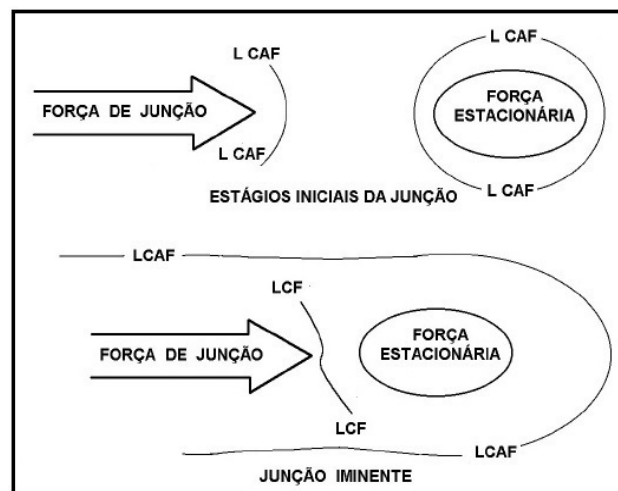 L CAF
L CAF
FORÇA DE JUNÇÃO
FORÇA
ESTACIONÁRIA
L CAF
L CAF
ESTÁGIOS INICIAIS DA JUNÇÃO
LCAF
LCF
FORÇA DE JUNÇÃO
FORÇA
ESTACIONÁRIA
LCF
LCAF
JUNÇÃO IMINENTE